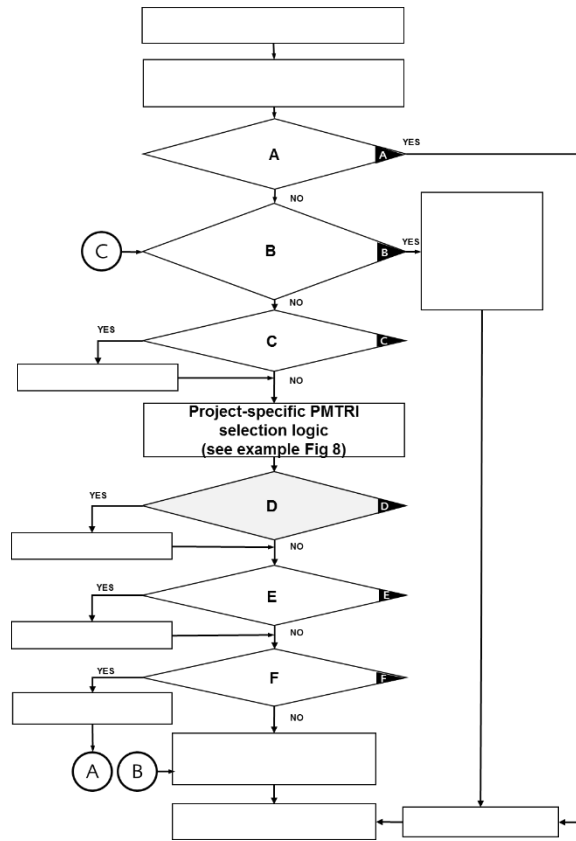 A
A
YES
NO
C
B
B
YES
NO
YES
C
C
NO
Project-specific PMTRI
selection logic
(see example Fig 8)
YES
D
D
NO
YES
E
E
NO
YES
F
F
NO
A
B